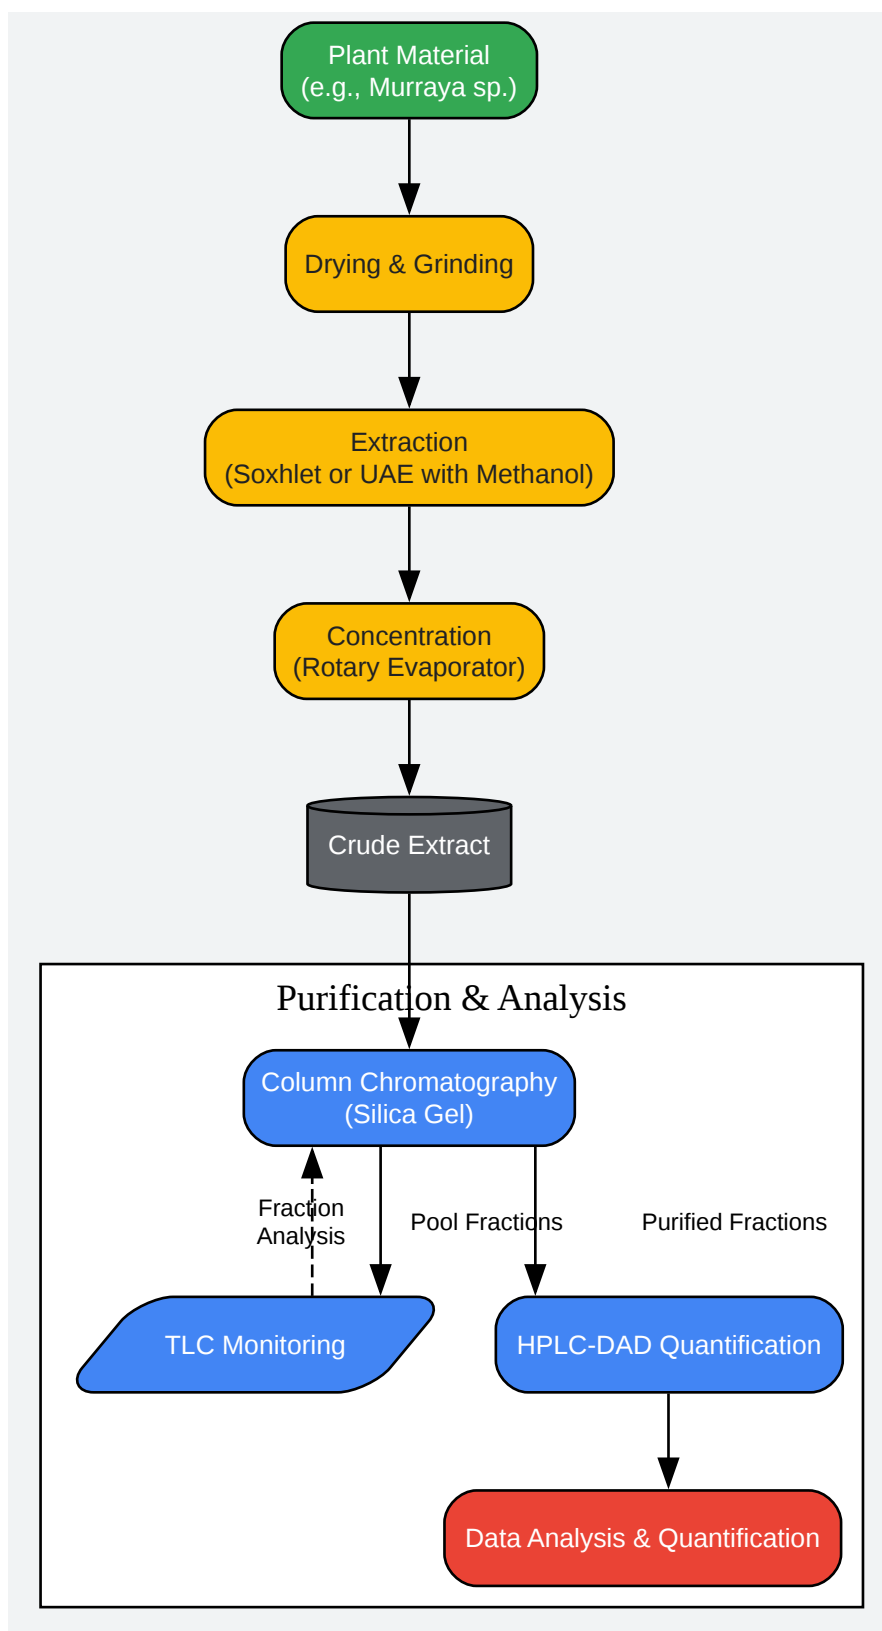 Plant Material
(e.g., Murraya sp.)
Drying & Grinding
Extraction
(Soxhlet or UAE with Methanol)
Concentration
(Rotary Evaporator)
Crude Extract
Purification & Analysis
Column Chromatography
(Silica Gel)
Fraction
Analysis
Pool Fractions
Purified Fractions
TLC Monitoring
HPLC-DAD Quantification
Data Analysis & Quantification